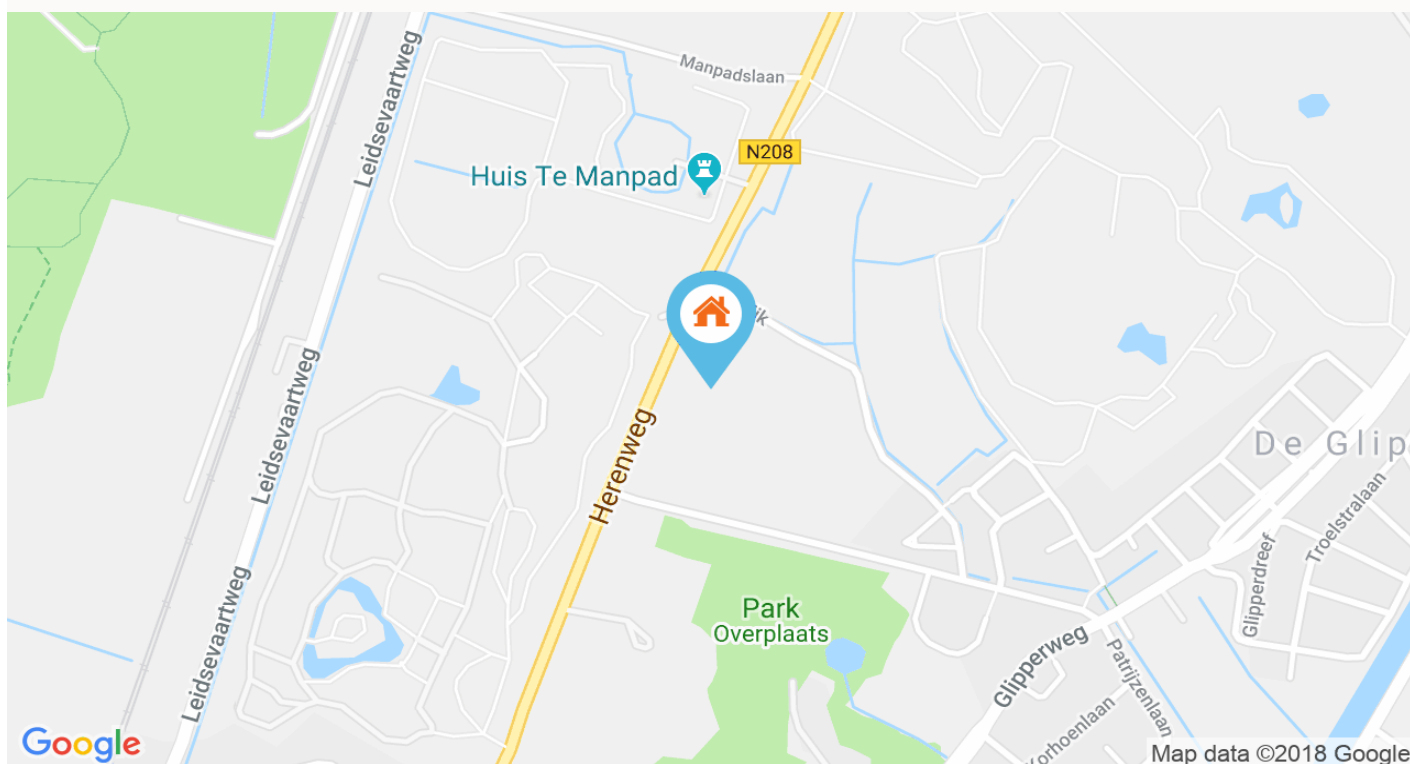 Manpadslaan
Leidsevaartweg
N208
Huis Te Manpad
Leidsevaartweg
Herenweg
De Glip
Troelstralaan
Glipperdreef
Park
Overplaats
Leidsevaartweg
Glipperweg
Patrijzenlaan
Korhoenlaan
Google
Map data ©2018 Google